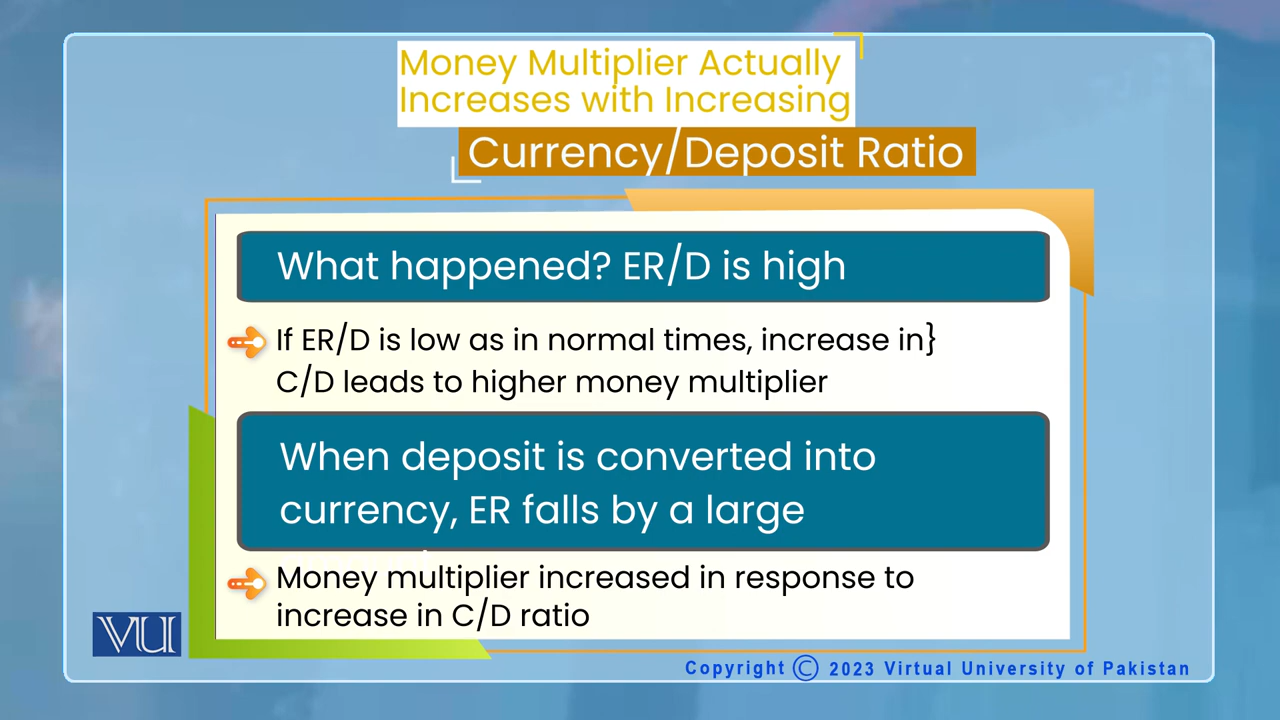 Money Multiplier Actually
Increases with Increasing
Currency/Deposit Ratio
What happened? ER/D is high
If ER/D is low as in normal times, increase in}
C/D leads to higher money multiplier
When deposit is converted into
currency, ER falls by a large
Money multiplier increased in response to
increase in C/D ratio
VU
Copyright © 2023 Virtual University of Pakistan